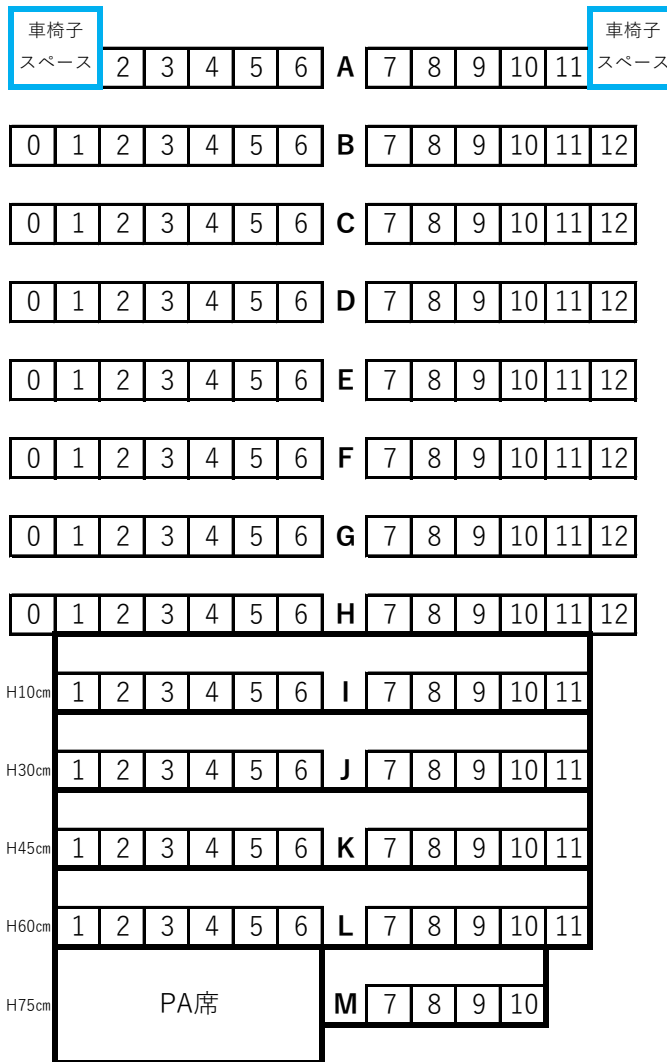 車椅子 車椅子
スペース スペース
2 3 4 5 6 A 7 8 9 10 11
0 1 2 3 4 5 6 B 7 8 9 10 11 12
0 1 2 3 4 5 6 C 7 8 9 10 11 12
0 1 2 3 4 5 6 D 7 8 9 10 11 12
0 1 2 3 4 5 6 E 7 8 9 10 11 12
0 1 2 3 4 5 6 F 7 8 9 10 11 12
0 1 2 3 4 5 6 G 7 8 9 10 11 12
0 1 2 3 4 5 6 H 7 8 9 10 11 12
H10㎝ 1 2 3 4 5 6 I 7 8 9 10 11
H30㎝ 1 2 3 4 5 6 J 7 8 9 10 11
H45㎝ 1 2 3 4 5 6 K 7 8 9 10 11
H60㎝ 1 2 3 4 5 6 L 7 8 9 10 11
H75㎝ PA席 M 7 8 9 10